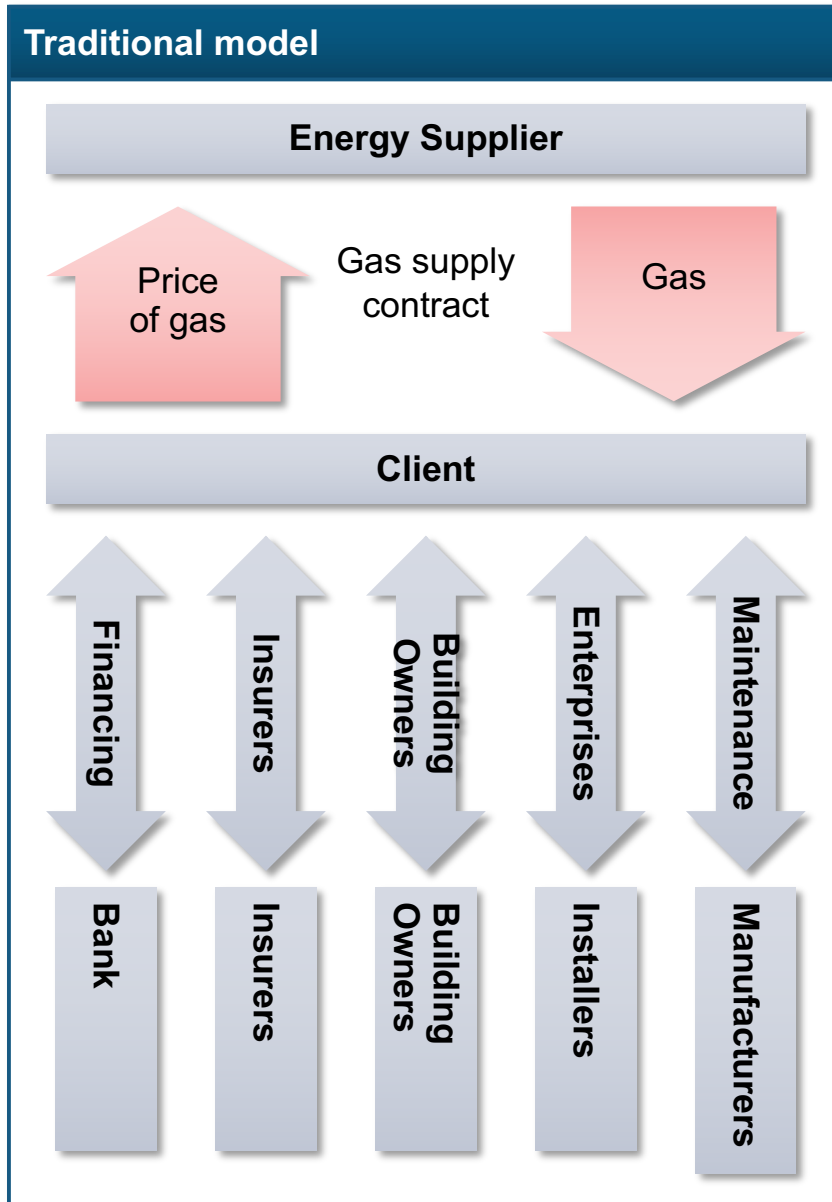 Traditional model
Energy Supplier
Price
of gas
Gas supply
contract
Gas
Client
Financing
Insurers
Building
Owners
Enterprises
Maintenance
Bank
Insurers
Building
Owners
Installers
Manufacturers